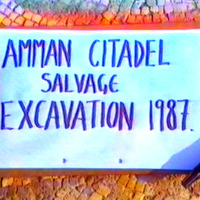 AMMAN CITADEL
SALVAGE
EXCAVATION 1987.